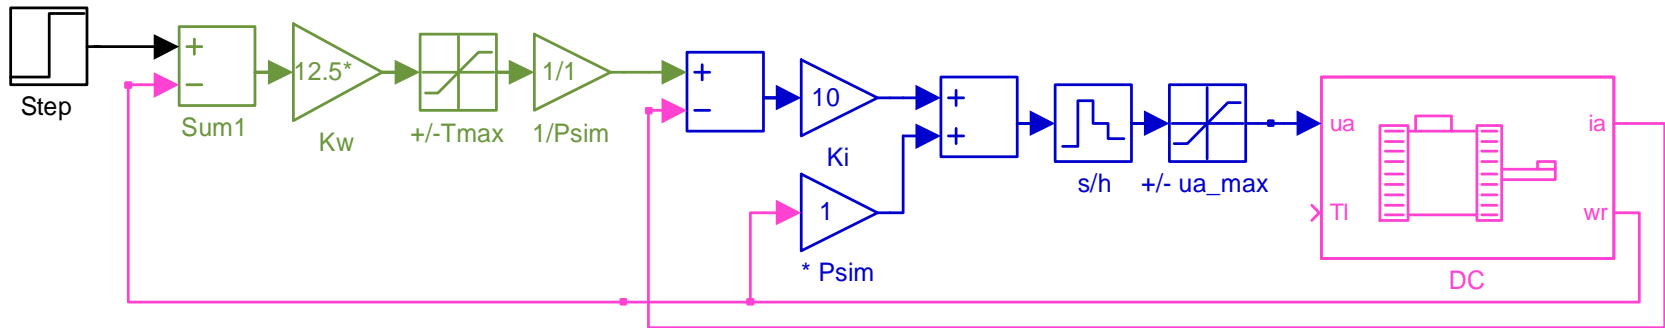 Step
+
−
Sum1
12.5*
Kw
+/-Tmax
1/1
1/Psim
+
−
10
Ki
1
* Psim
+
+
s/h
+/- ua_max
ua
Tl
ia
wr
DC